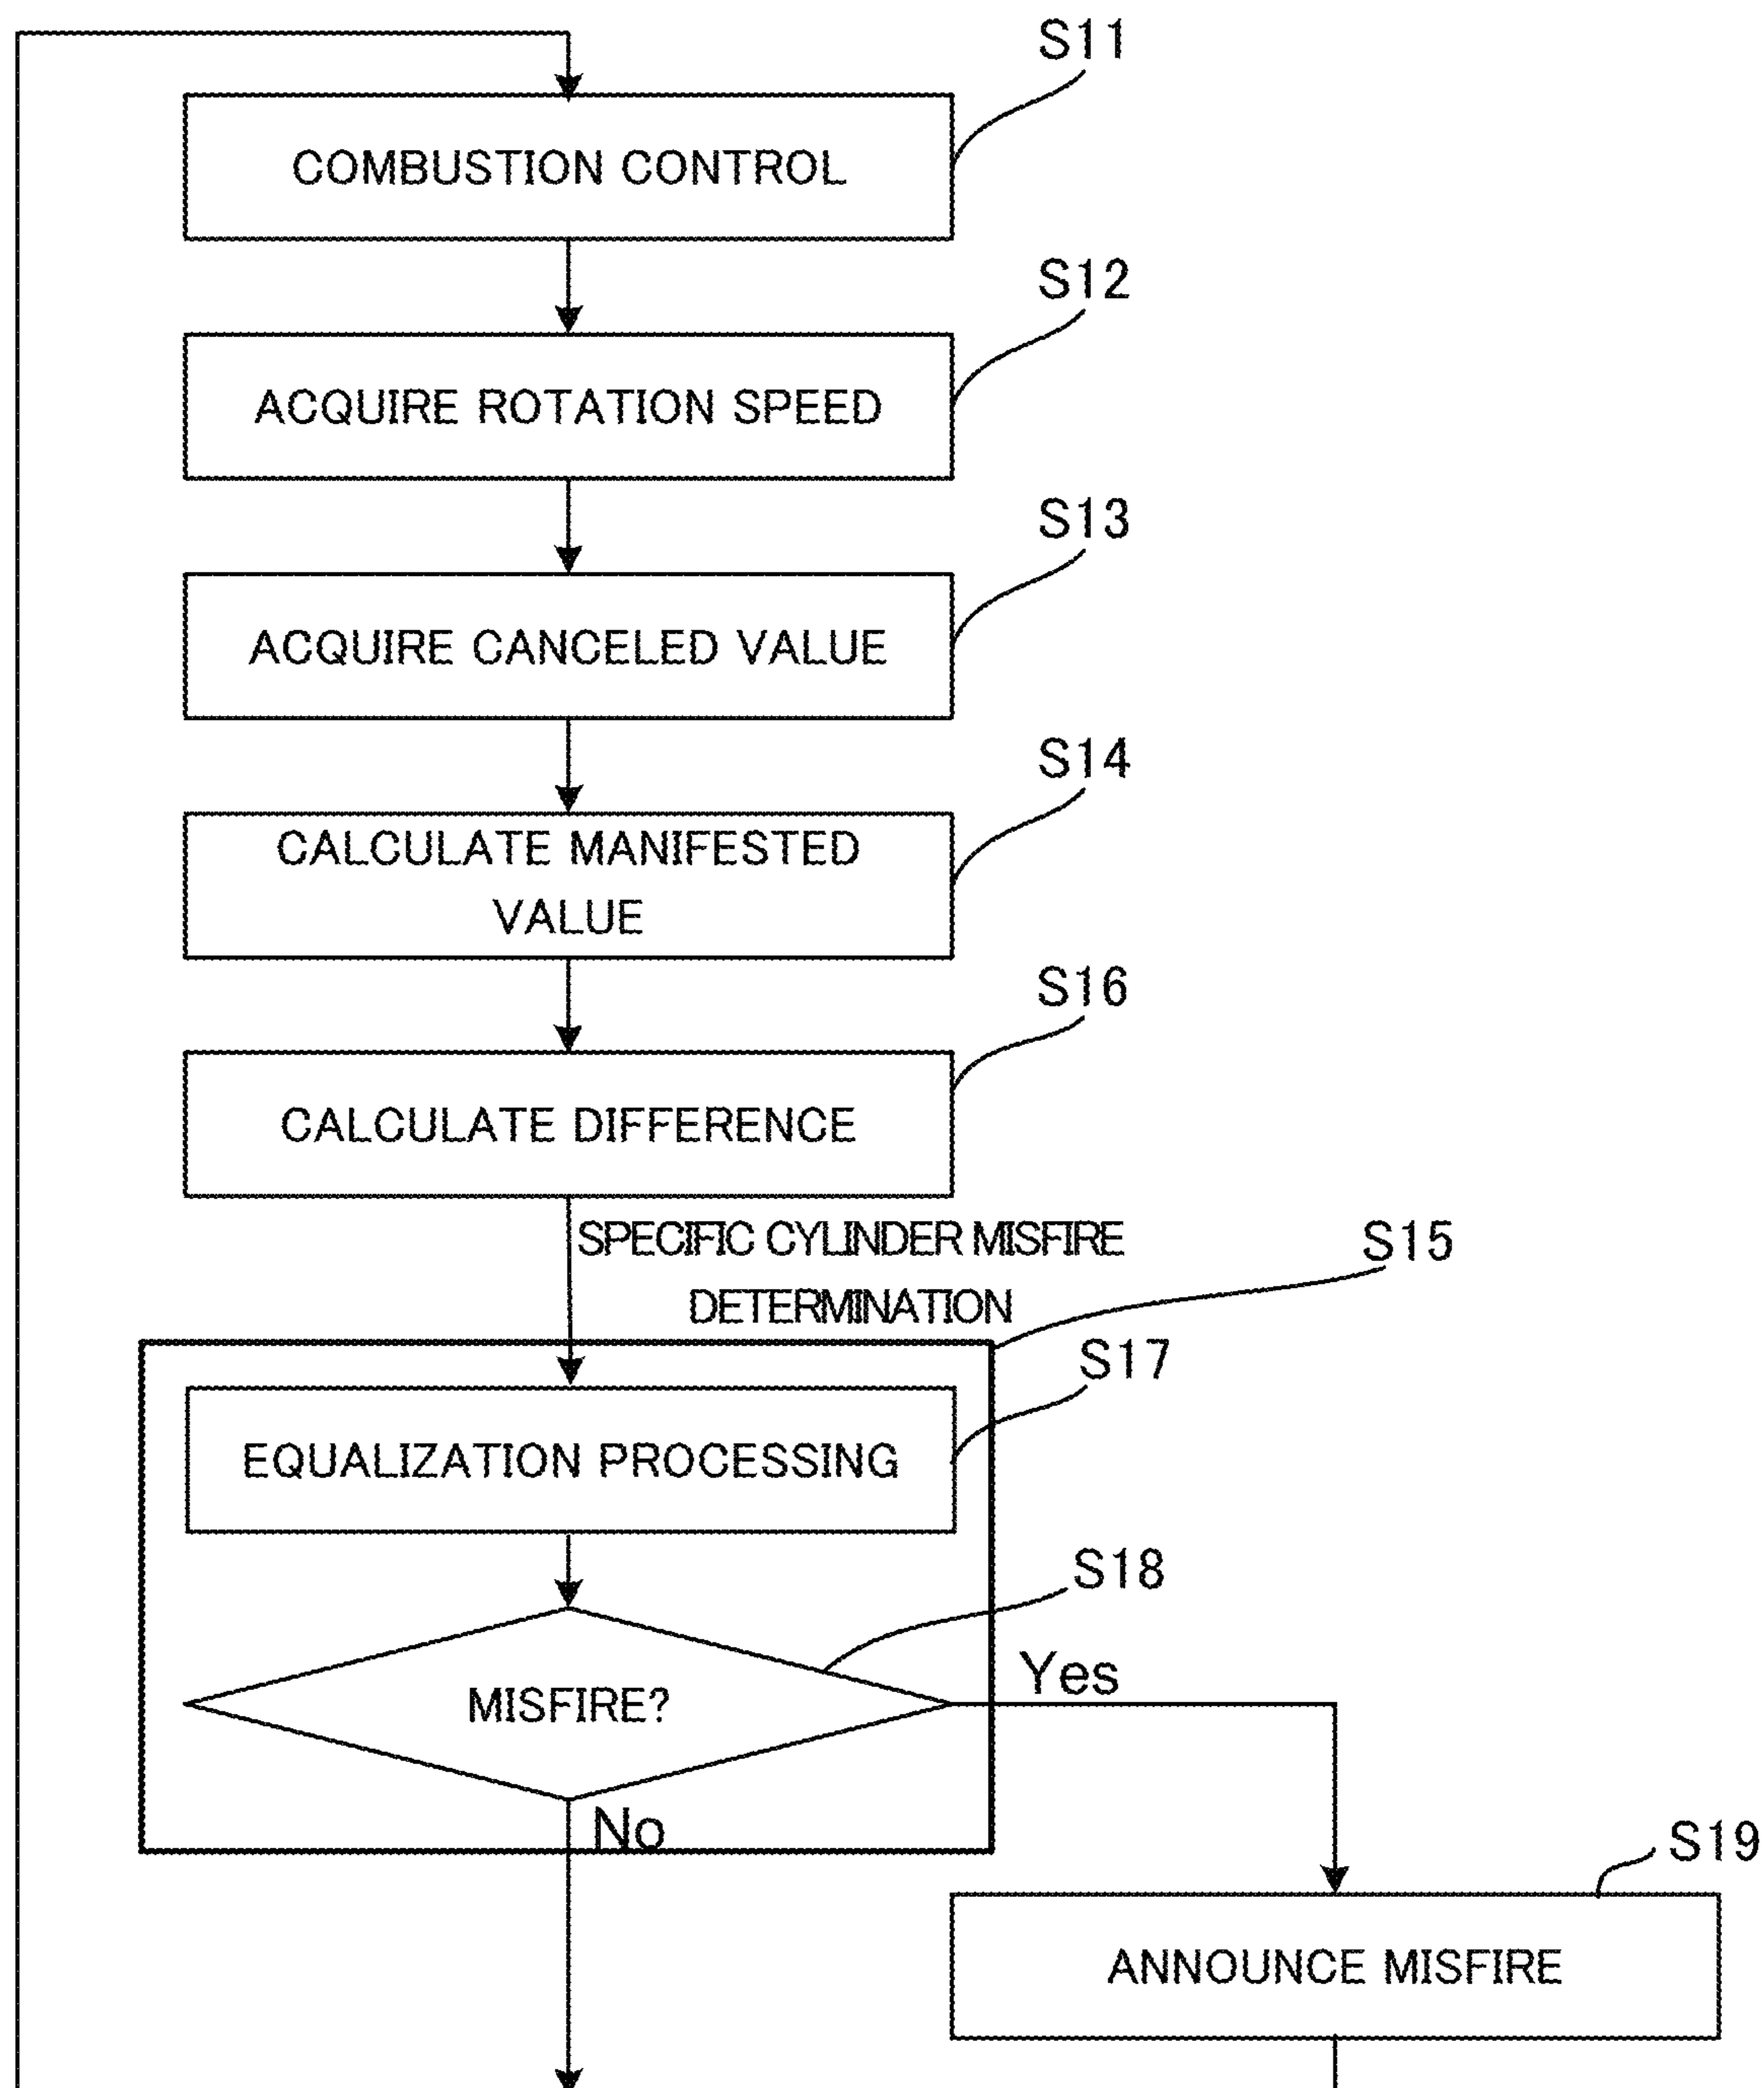 S11
COMBUSTION CONTROL
S12
ACQUIRE ROTATION SPEED
S13
ACQUIRE CANCELED VALUE
S14
CALCULATE MANIFESTED
VALUE
S16
CALCULATE DIFFERENCE
SPECIFIC CYLINDER MISFIRE
DETERMINATION
S15
S17
EQUALIZATION PROCESSING
S18
MISFIRE?
Yes
No
S19
ANNOUNCE MISFIRE